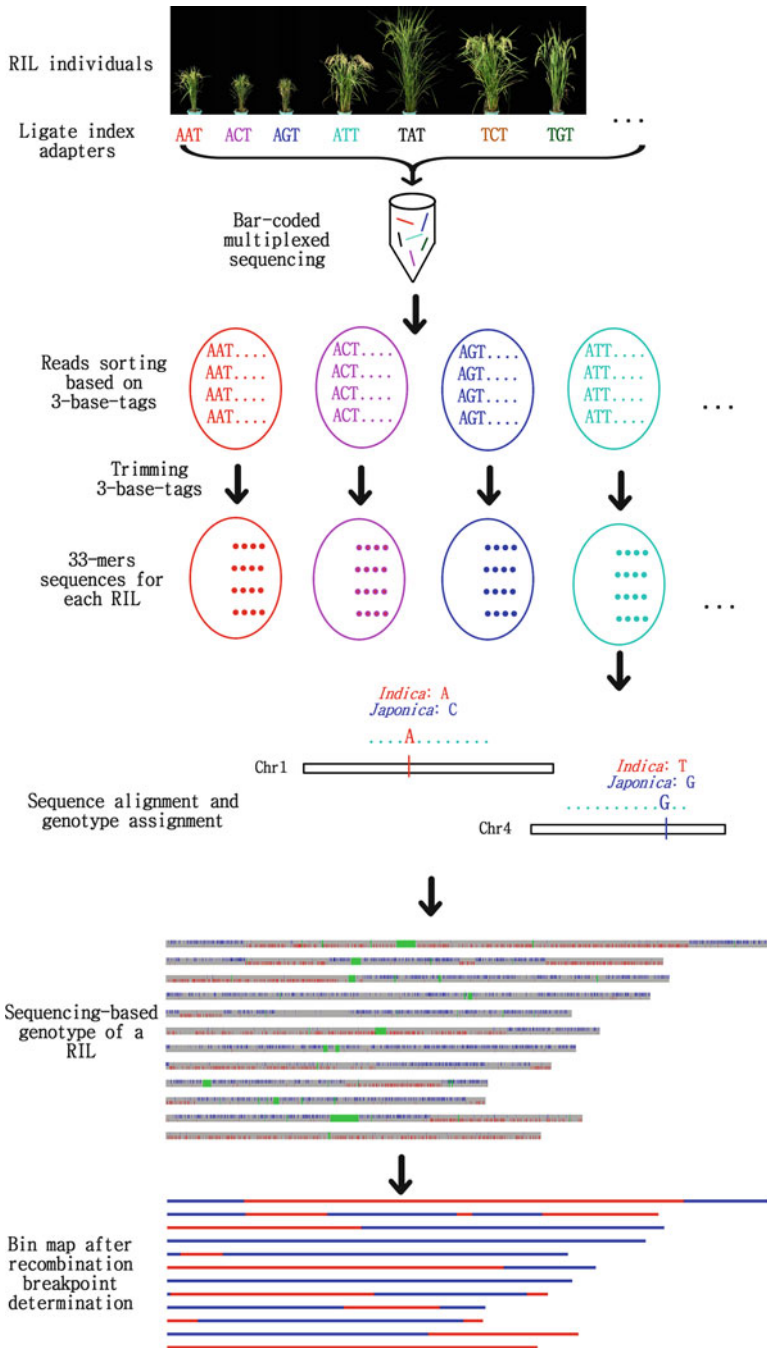 RIL individuals
Ligate index
adapters
AAT ACT AGT ATT TAT TCT TGT ...
Bar-coded
multiplexed
sequencing
Reads sorting
based on
3-base-tags
AAT.... ACT.... AGT.... ATT....
AAT.... ACT.... AGT.... ATT....
AAT.... ACT.... AGT.... ATT....
AAT.... ACT.... AGT.... ATT....
...
Trimming
3-base-tags
33-mers
sequences for
each RIL
...
Indica: A
Japonica: C
....A........
Chr1
Indica: T
Japonica: G
..........G..
Chr4
Sequence alignment and
genotype assignment
Sequencing-based
genotype of a
RIL
Bin map after
recombination
breakpoint
determination